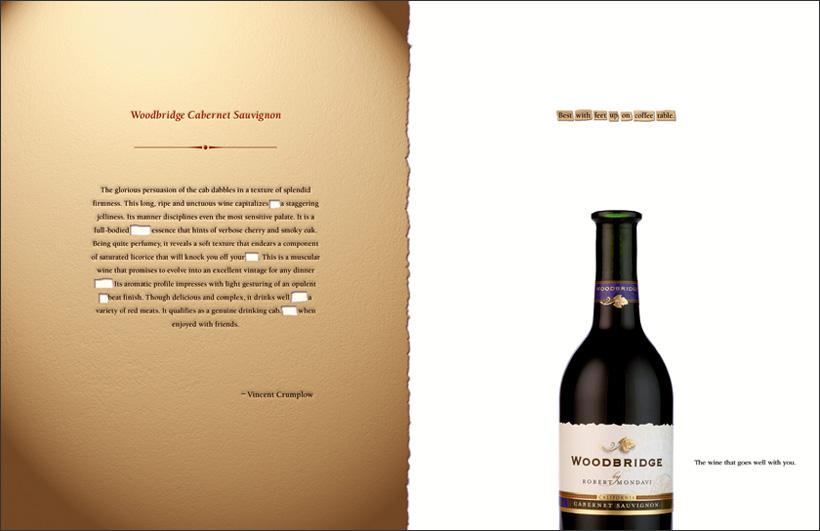 Woodbridge Cabernet Sauvignon
The glorious persuasion of the cab dabbles in a texture of splendid
firmness. This long, ripe and unctuous wine capitalizes a staggering
jelliness. Its manner disciplines even the most sensitive palate. It is a
full-bodied essence that hints of verbose cherry and smoky oak.
Being quite perfumey, it reveals a soft texture that endears a component
of saturated licorice that will knock you off your . This is a muscular
wine that promises to evolve into an excellent vintage for any dinner
Its aromatic profile impresses with light gesturing of an opulent
beat finish. Though delicious and complex, it drinks well a
variety of red meats. It qualifies as a genuine drinking cab. when
enjoyed with friends.
– Vincent Crumplow
Best with feet up on coffee table.
WOODBRIDGE
WOODBRIDGE
by
ROBERT MONDAVI
CALIFORNIA
CABERNET SAUVIGNON
The wine that goes well with you.